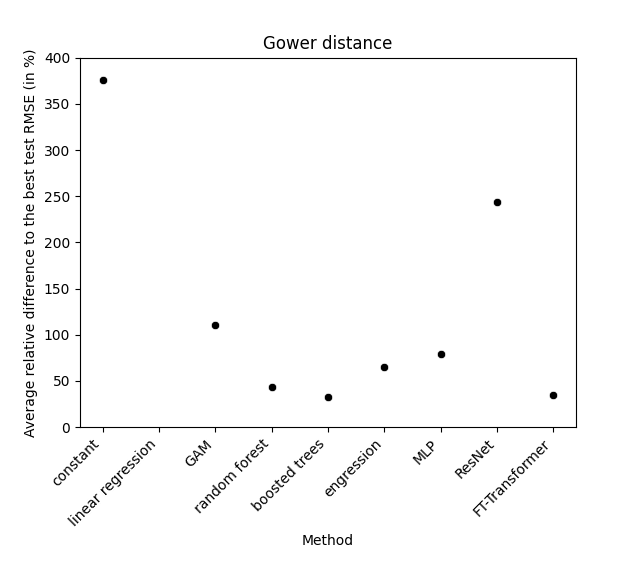 Gower distance
Average relative difference to the best test RMSE (in %)
400
350
300
250
200
150
100
50
0
constant
linear regression
GAM
random forest
boosted trees
engression
MLP
ResNet
FT-Transformer
Method